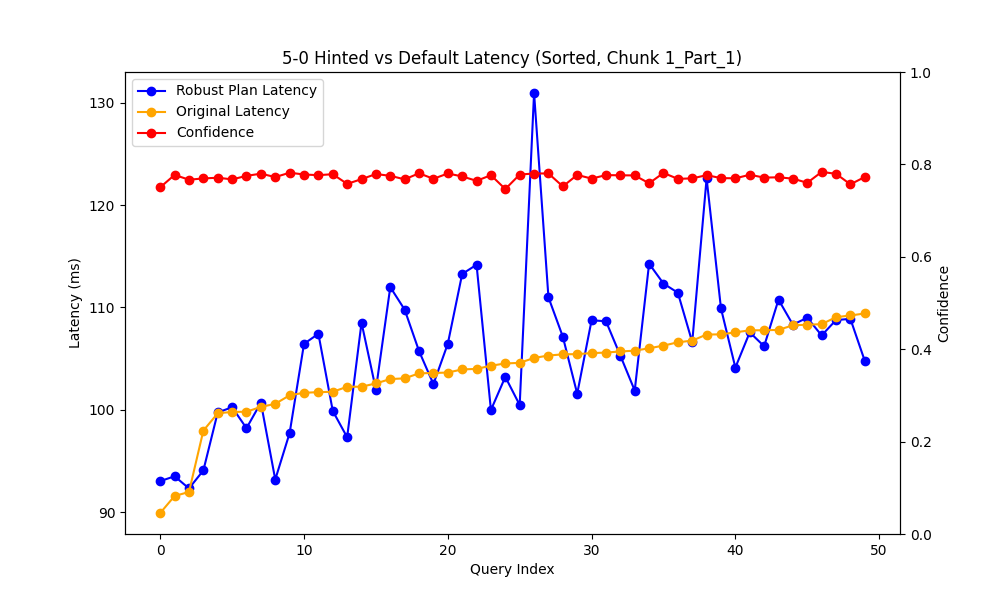 5-0 Hinted vs Default Latency (Sorted, Chunk 1_Part_1)
Robust Plan Latency
Original Latency
Confidence
130
120
110
100
90
Latency (ms)
1.0
0.8
0.6
0.4
0.2
0.0
Confidence
0
10
20
30
40
50
Query Index